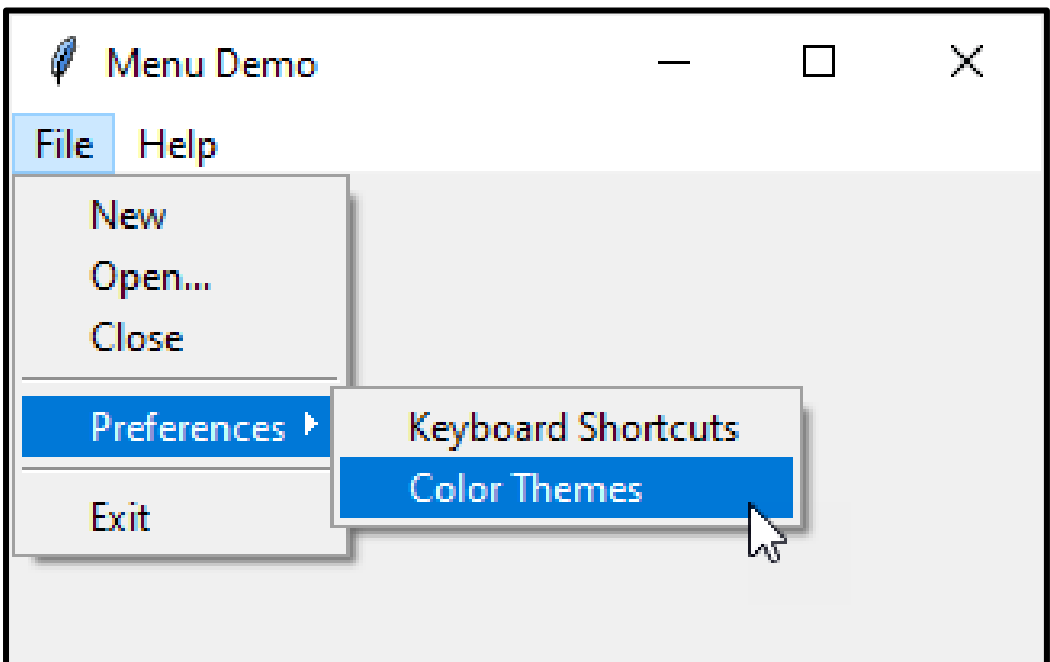 Menu Demo
File Help
New
Open...
Close
Preferences
Keyboard Shortcuts
Color Themes
Exit